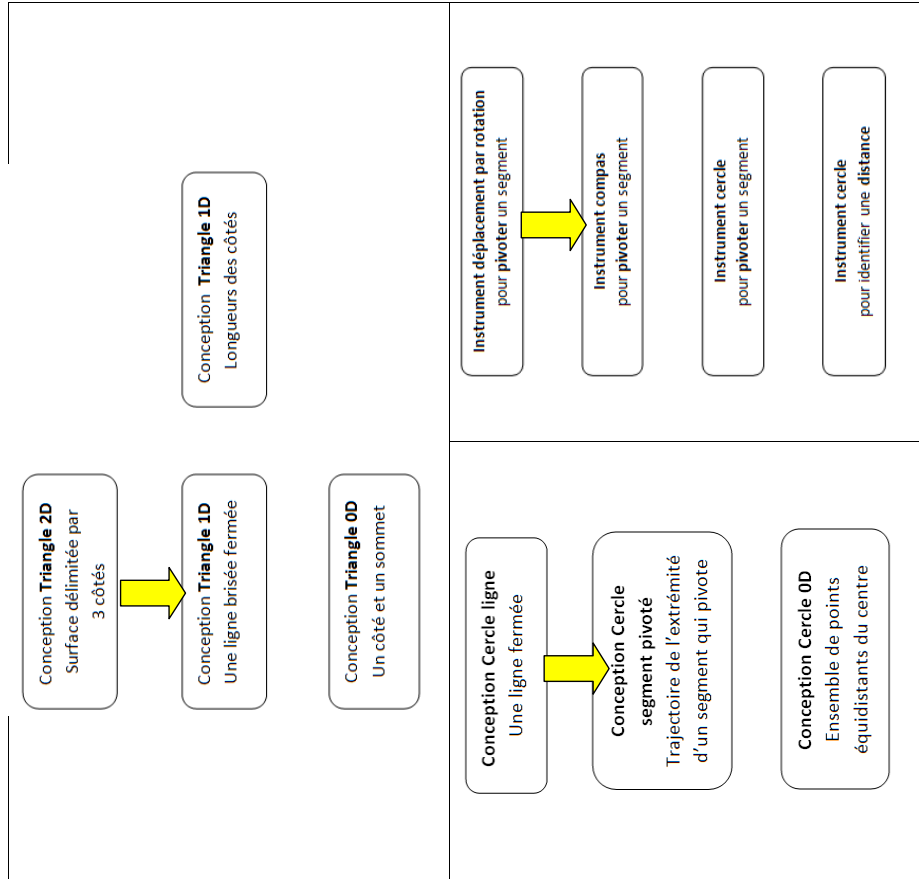 Conception Triangle 2D
Surface délimitée par
3 côtés
Conception Triangle 1D
Une ligne brisée fermée
Conception Triangle 0D
Un côté et un sommet
Conception Triangle 1D
Longueurs des côtés
Conception Cercle ligne
Une ligne fermée
Conception Cercle
segment pivoté
Trajectoire de l'extrémité
d'un segment qui pivote
Conception Cercle 0D
Ensemble de points
équidistants du centre
Instrument déplacement par rotation
pour pivoter un segment
Instrument compas
pour pivoter un segment
Instrument cercle
pour pivoter un segment
Instrument cercle
pour identifier une distance